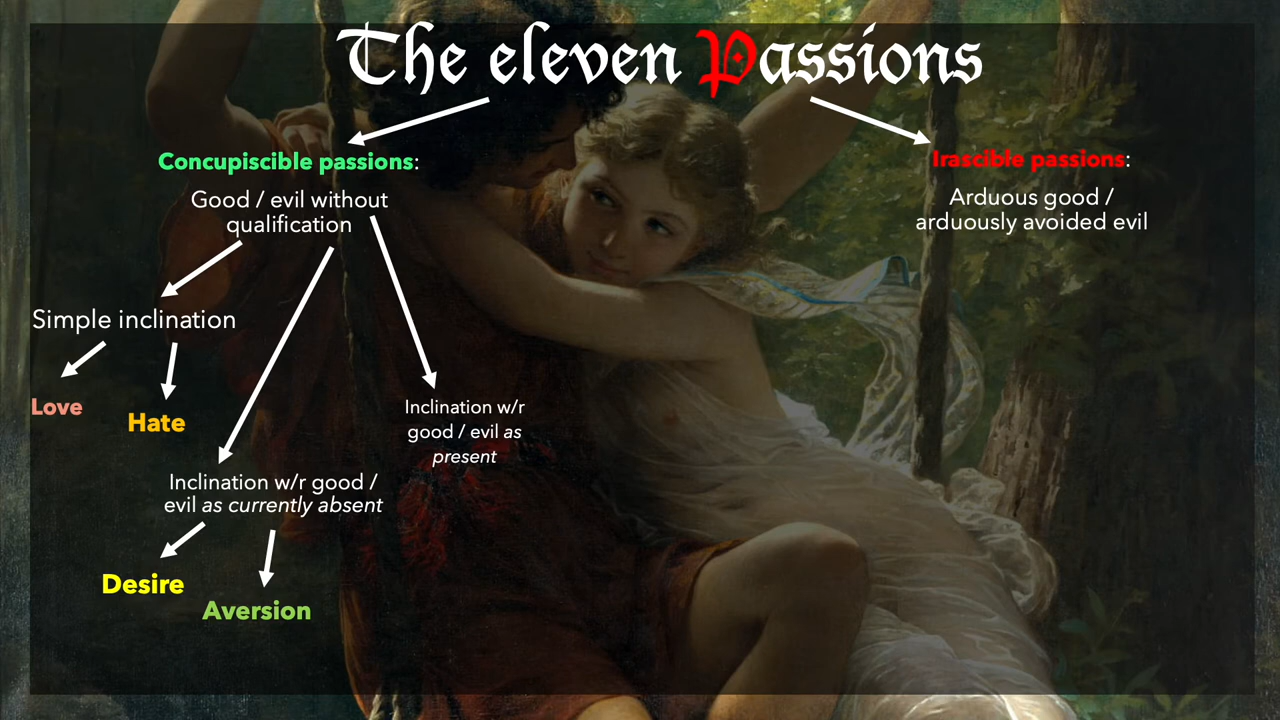 The eleven Passions
Concupiscible passions:
Good / evil without
qualification
Irascible passions:
Arduous good /
arduously avoided evil
Simple inclination
Love
Hate
Inclination w/r
good / evil as
present
Inclination w/r good /
evil as currently absent
Desire
Aversion